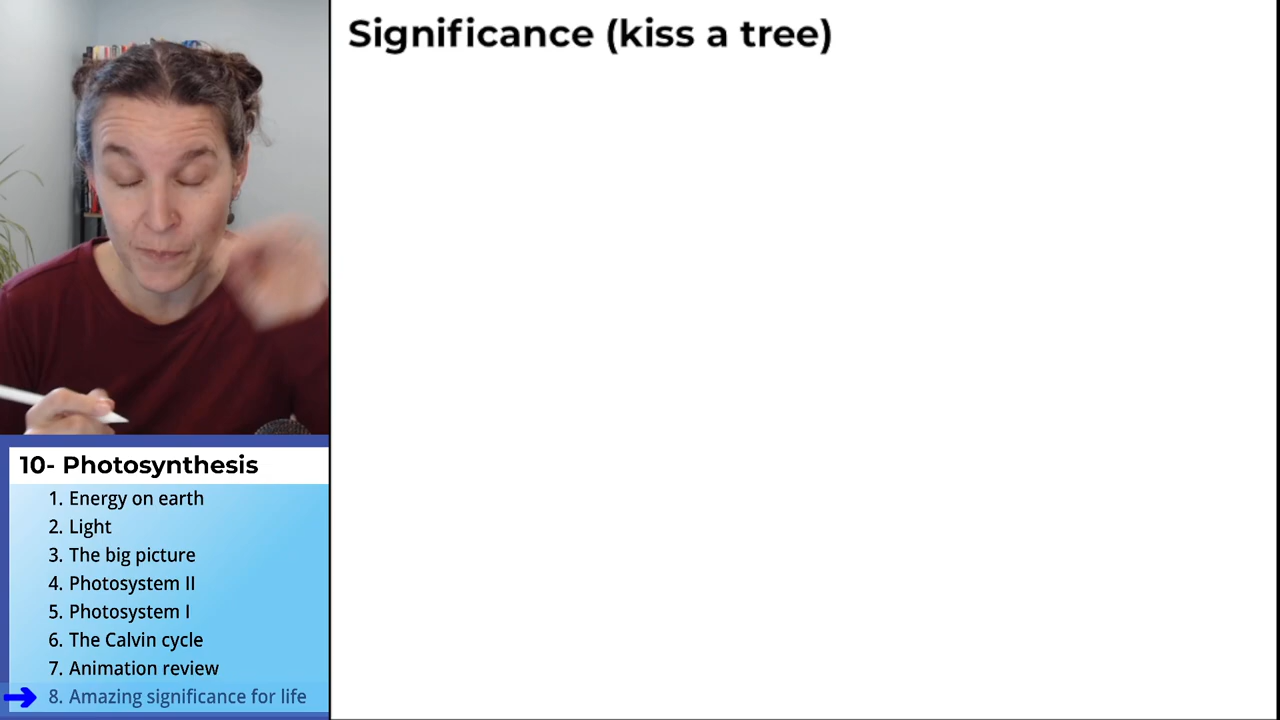 Significance (kiss a tree)
10- Photosynthesis
1. Energy on earth
2. Light
3. The big picture
4. Photosystem II
5. Photosystem I
6. The Calvin cycle
7. Animation review
8. Amazing significance for life